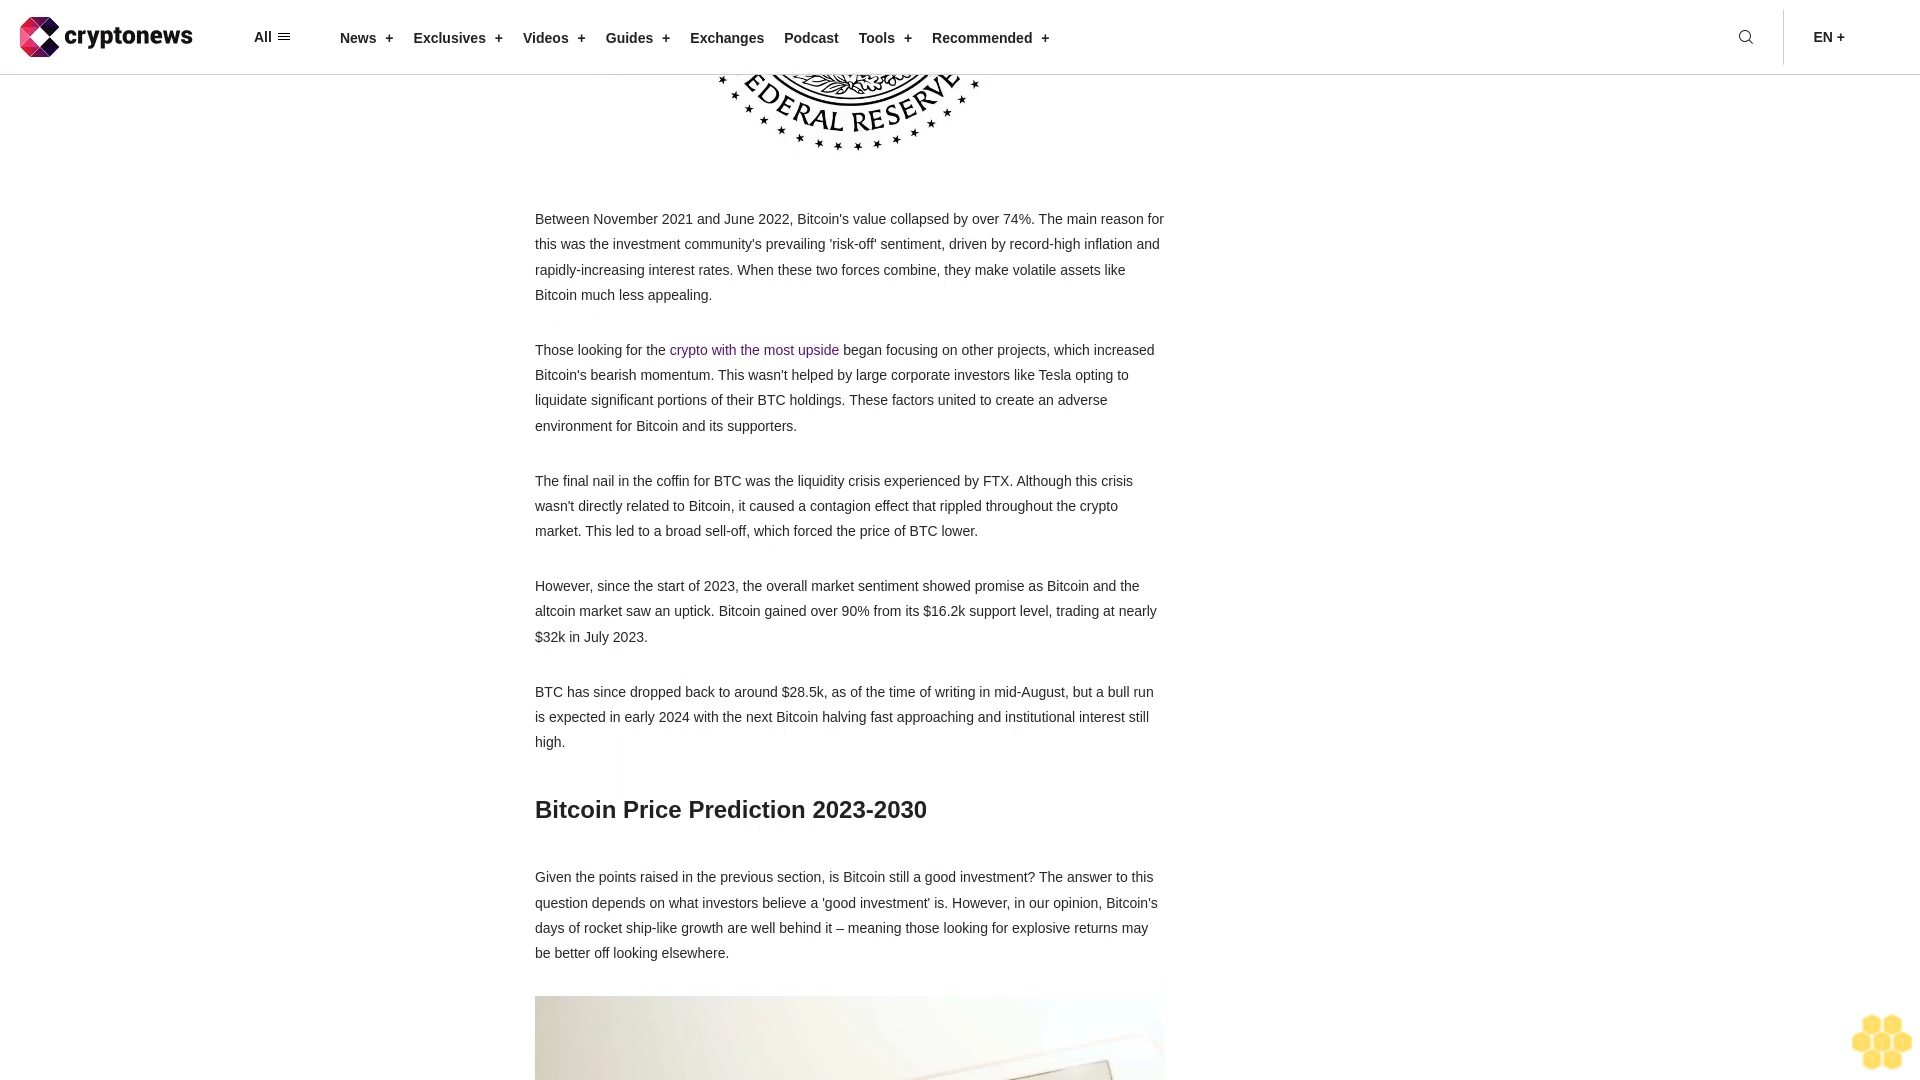 cryptonews
All
News +
Exclusives +
Videos +
Guides +
Exchanges
Podcast
Tools +
Recommended +
EN +
EDERAL RESERVE
Between November 2021 and June 2022, Bitcoin's value collapsed by over 74%. The main reason for
this was the investment community's prevailing 'risk-off' sentiment, driven by record-high inflation and
rapidly-increasing interest rates. When these two forces combine, they make volatile assets like
Bitcoin much less appealing.
Those looking for the crypto with the most upside began focusing on other projects, which increased
Bitcoin's bearish momentum. This wasn't helped by large corporate investors like Tesla opting to
liquidate significant portions of their BTC holdings. These factors united to create an adverse
environment for Bitcoin and its supporters.
The final nail in the coffin for BTC was the liquidity crisis experienced by FTX. Although this crisis
wasn't directly related to Bitcoin, it caused a contagion effect that rippled throughout the crypto
market. This led to a broad sell-off, which forced the price of BTC lower.
However, since the start of 2023, the overall market sentiment showed promise as Bitcoin and the
altcoin market saw an uptick. Bitcoin gained over 90% from its $16.2k support level, trading at nearly
$32k in July 2023.
BTC has since dropped back to around $28.5k, as of the time of writing in mid-August, but a bull run
is expected in early 2024 with the next Bitcoin halving fast approaching and institutional interest still
high.
Bitcoin Price Prediction 2023-2030
Given the points raised in the previous section, is Bitcoin still a good investment? The answer to this
question depends on what investors believe a 'good investment' is. However, in our opinion, Bitcoin's
days of rocket ship-like growth are well behind it – meaning those looking for explosive returns may
be better off looking elsewhere.